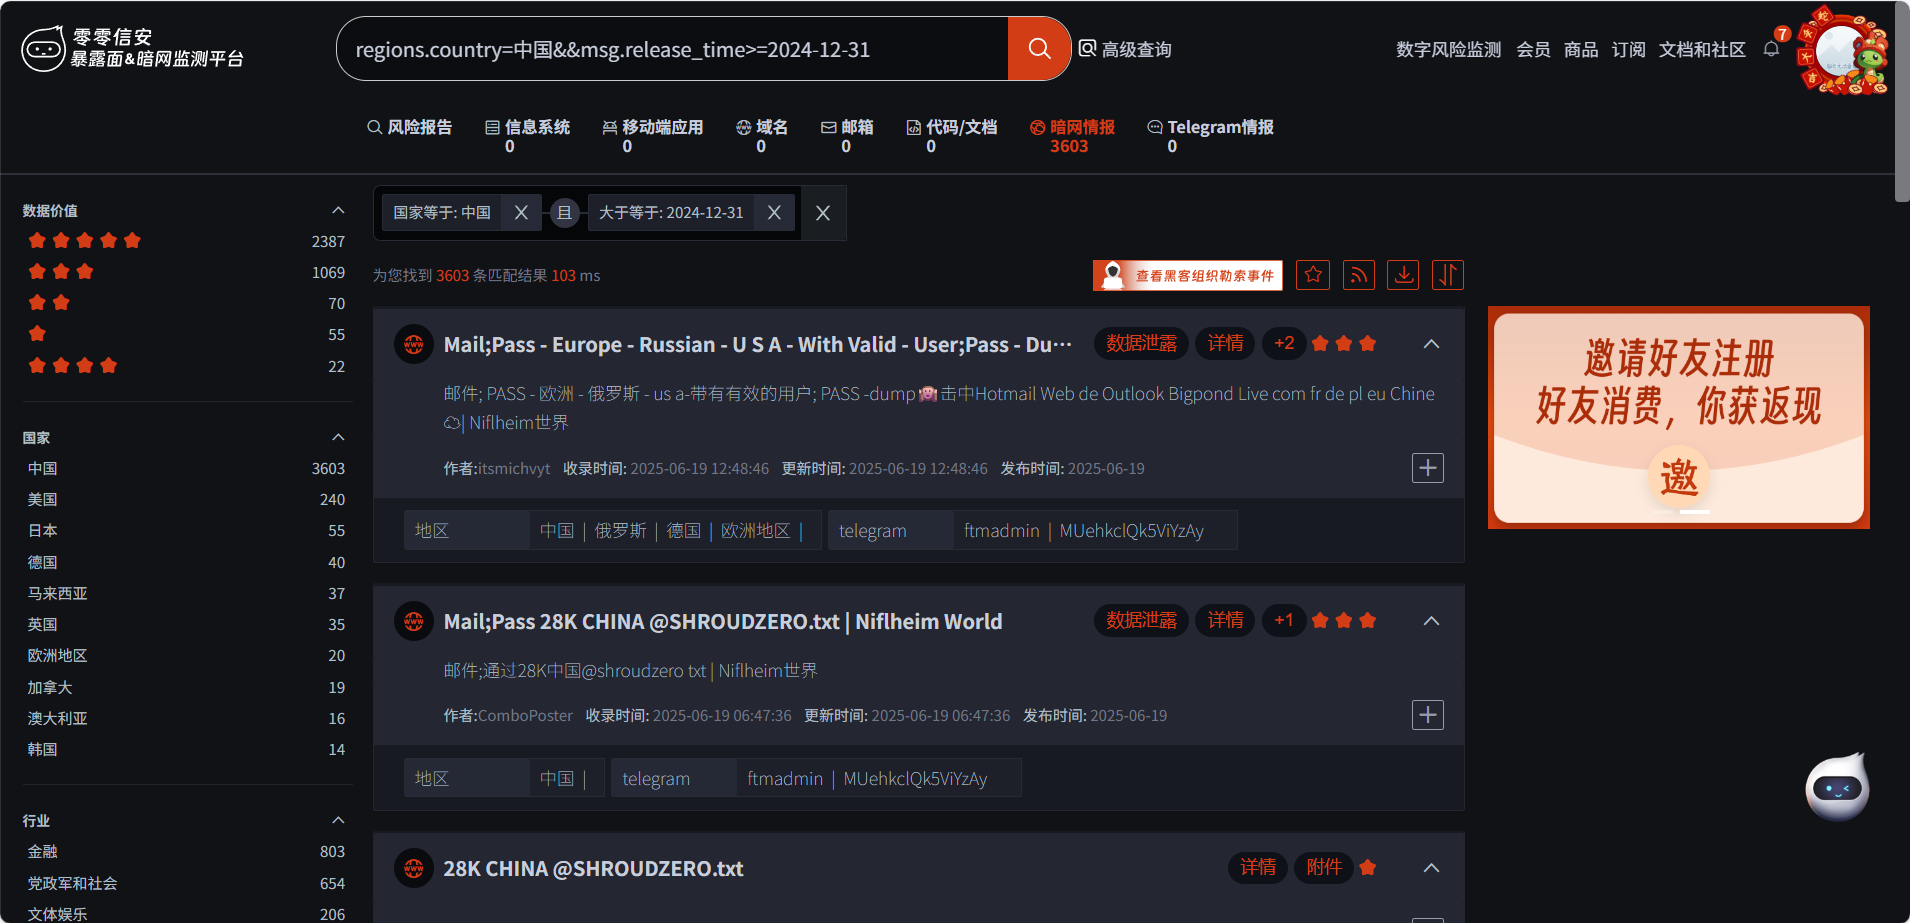 零零信安
暴露面&暗网监测平台
regions.country=中国&&msg.release_time>=2024-12-31
高级查询
数字风险监测 会员 商品 订阅 文档和社区
7
风险报告
信息系统
0
移动端应用
0
域名
0
邮箱
0
代码/文档
0
暗网情报
3603
Telegram情报
0
数据价值
2387
1069
70
55
22
国家
中国 3603
美国 240
日本 55
德国 40
马来西亚 37
英国 35
欧洲地区 20
加拿大 19
澳大利亚 16
韩国 14
行业
金融 803
党政军和社会 654
文体娱乐 206
国家等于: 中国 X 且 大于等于: 2024-12-31 X X
为您找到 3603 条匹配结果 103 ms
查看黑客组织勒索事件
Mail;Pass - Europe - Russian - U S A - With Valid - User;Pass - Du···
数据泄露 详情 +2
邮件; PASS - 欧洲 - 俄罗斯 - us a-带有有效的用户; PASS -dump 击中Hotmail Web de Outlook Bigpond Live com fr de pl eu Chine
| Niflheim世界
作者:itsmichvyt 收录时间: 2025-06-19 12:48:46 更新时间: 2025-06-19 12:48:46 发布时间: 2025-06-19
地区 中国 | 俄罗斯 | 德国 | 欧洲地区 | telegram ftmadmin | MUehkclQk5ViYzAy
Mail;Pass 28K CHINA @SHROUDZERO.txt | Niflheim World
数据泄露 详情 +1
邮件;通过28K中国@shroudzero txt | Niflheim世界
作者:ComboPoster 收录时间: 2025-06-19 06:47:36 更新时间: 2025-06-19 06:47:36 发布时间: 2025-06-19
地区 中国 | telegram ftmadmin | MUehkclQk5ViYzAy
28K CHINA @SHROUDZERO.txt
详情 附件
邀请好友注册
好友消费，你获返现
邀